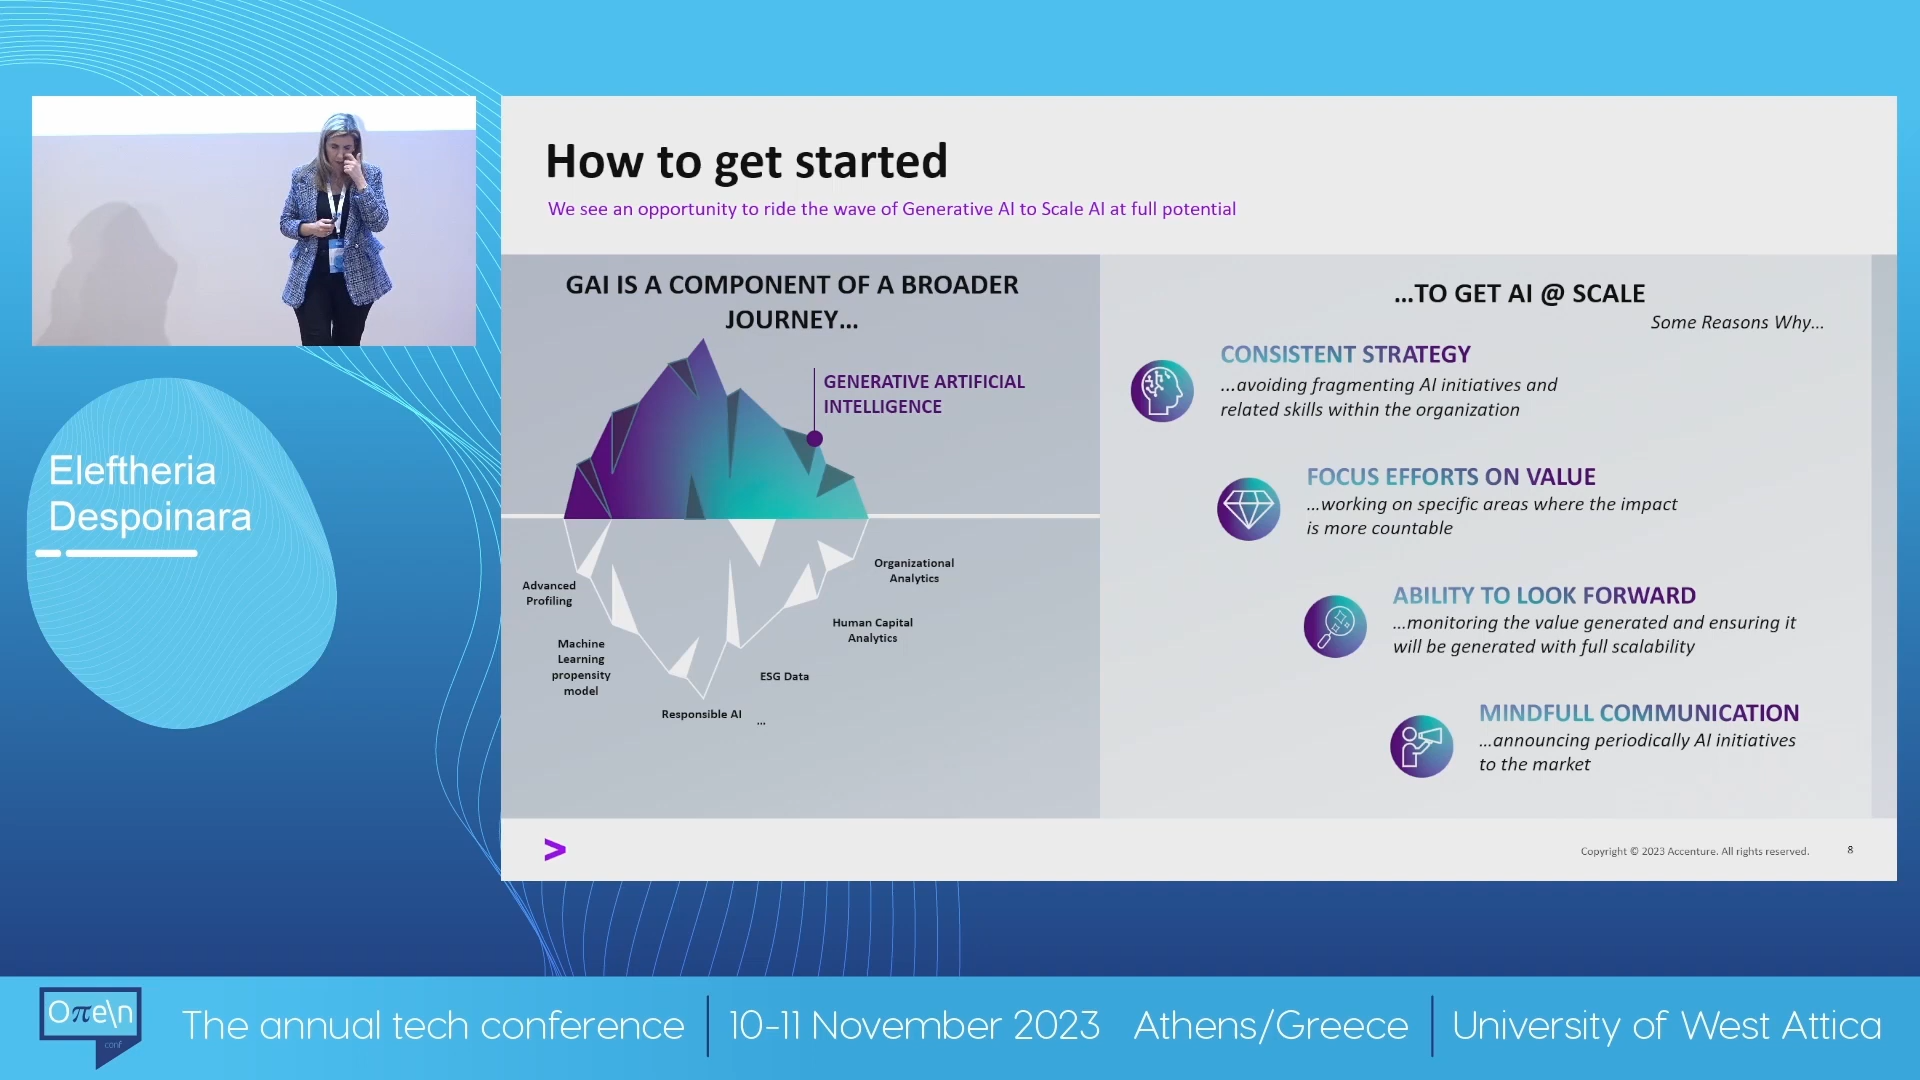 How to get started
We see an opportunity to ride the wave of Generative AI to Scale AI at full potential
GAI IS A COMPONENT OF A BROADER
JOURNEY...
GENERATIVE ARTIFICIAL
INTELLIGENCE
Advanced
Profiling
Machine
Learning
propensity
model
Responsible AI
...
ESG Data
Human Capital
Analytics
Organizational
Analytics
...TO GET AI @ SCALE
Some Reasons Why...
CONSISTENT STRATEGY
...avoiding fragmenting AI initiatives and
related skills within the organization
FOCUS EFFORTS ON VALUE
...working on specific areas where the impact
is more countable
ABILITY TO LOOK FORWARD
...monitoring the value generated and ensuring it
will be generated with full scalability
MINDFULL COMMUNICATION
...announcing periodically AI initiatives
to the market
>
Copyright © 2023 Accenture. All rights reserved.
8
Eleftheria
Despoinara
Oπe\n
conf
The annual tech conference
10-11 November 2023 Athens/Greece
University of West Attica